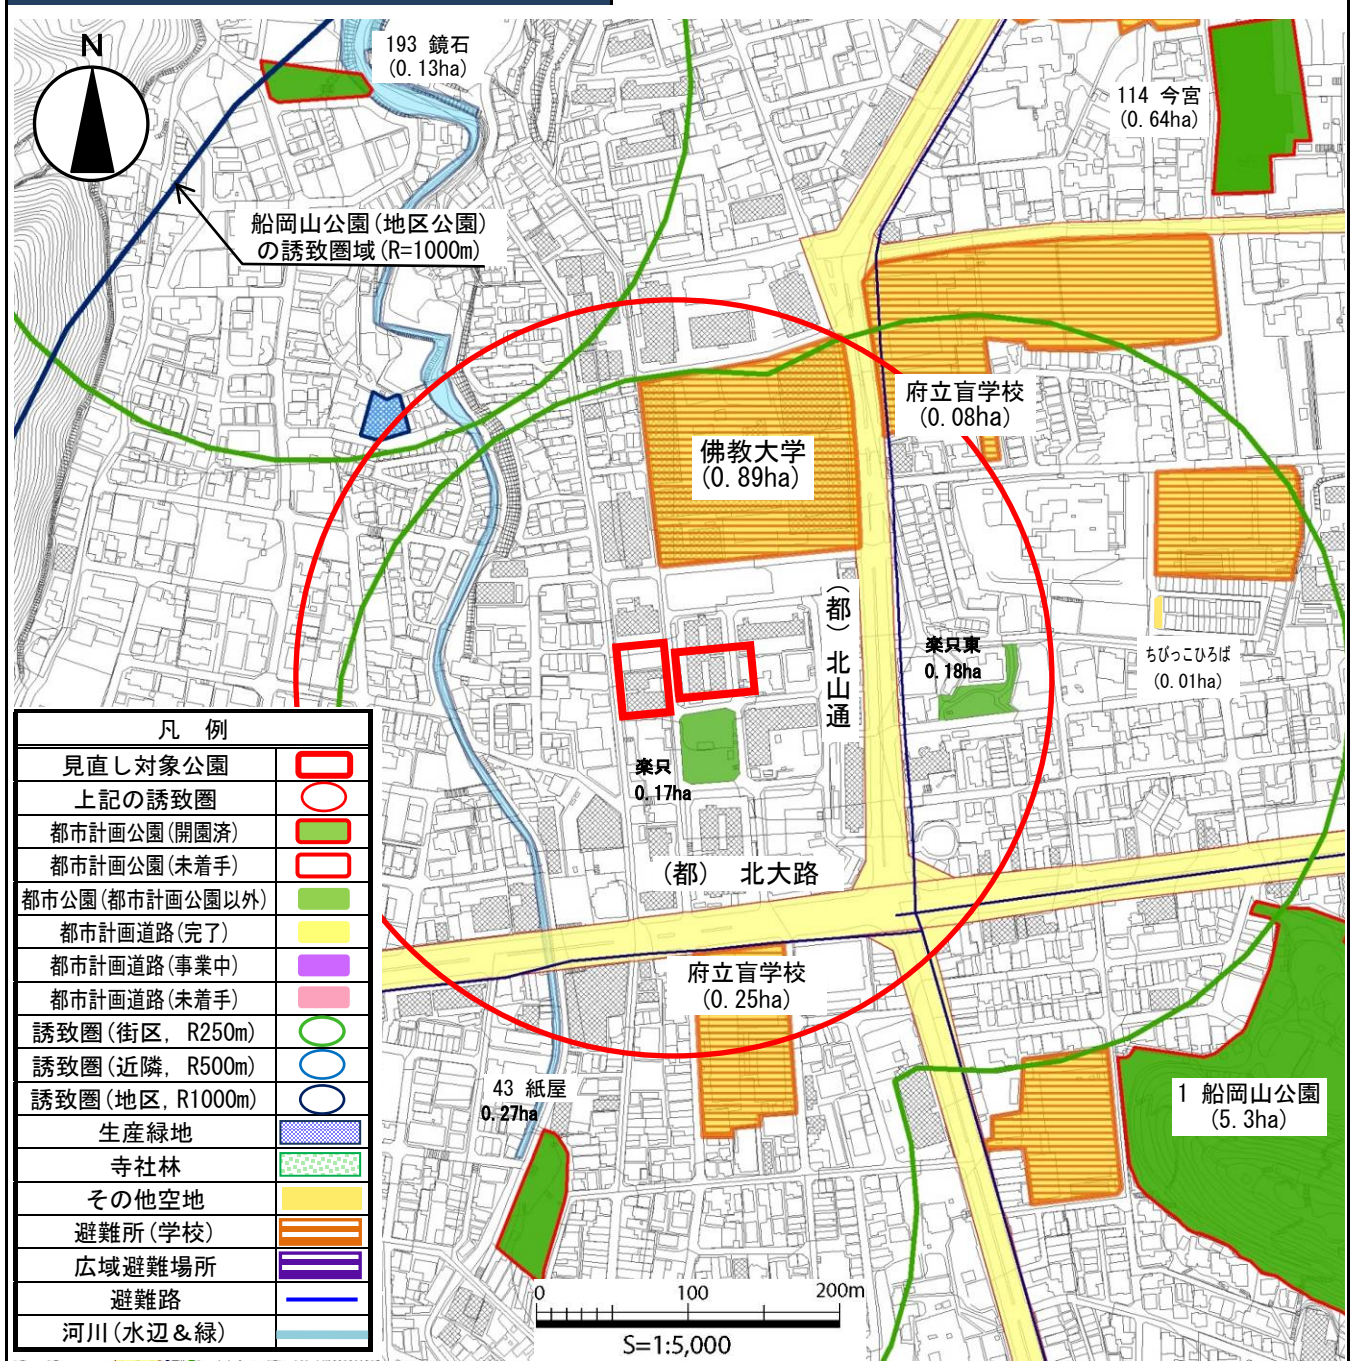 N
193 鏡石
(0.13ha)
114 今宮
(0.64ha)
船岡山公園(地区公園)
の誘致圏域(R=1000m)
府立盲学校
(0.08ha)
佛教大学
(0.89ha)
(都) 北山通
楽只東
0.18ha
ちびっこひろば
(0.01ha)
楽只
0.17ha
(都) 北大路
府立盲学校
(0.25ha)
43 紙屋
0.27ha
1 船岡山公園
(5.3ha)
凡 例
見直し対象公園
上記の誘致圏
都市計画公園(開園済)
都市計画公園(未着手)
都市公園(都市計画公園以外)
都市計画道路(完了)
都市計画道路(事業中)
都市計画道路(未着手)
誘致圏(街区, R250m)
誘致圏(近隣, R500m)
誘致圏(地区, R1000m)
生産緑地
寺社林
その他空地
避難所(学校)
広域避難場所
避難路
河川(水辺&緑)
0 100 200m
S=1:5,000